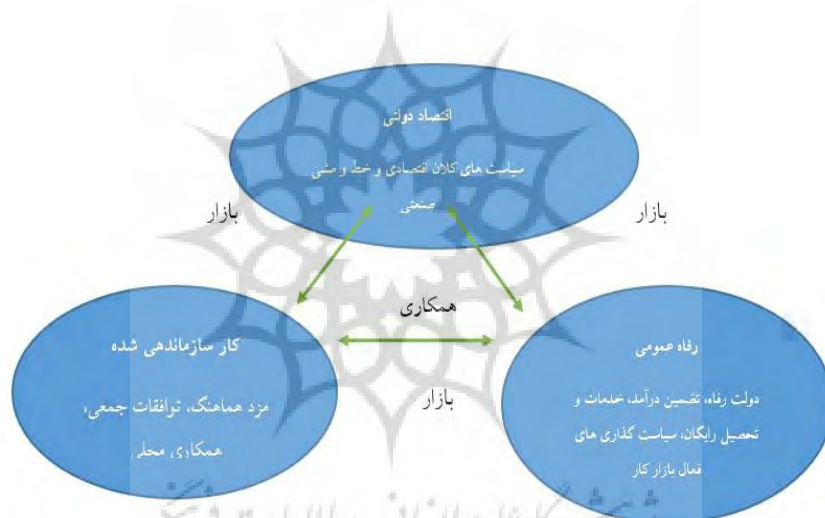 اقتصاد دولتی
سیاست های کلان اقتصادی و خط و مشی
صنعتی
بازار
بازار
همکاری
کار سازماندهی شده
مزد هماهنگ، توافقات جمعی،
همکاری محلی
رفاه عمومی
دولت رفاه، تضمین درآمد، خدمات و
تحصیل رایگان، سیاست گذاری های
فعال بازار کار
بازار